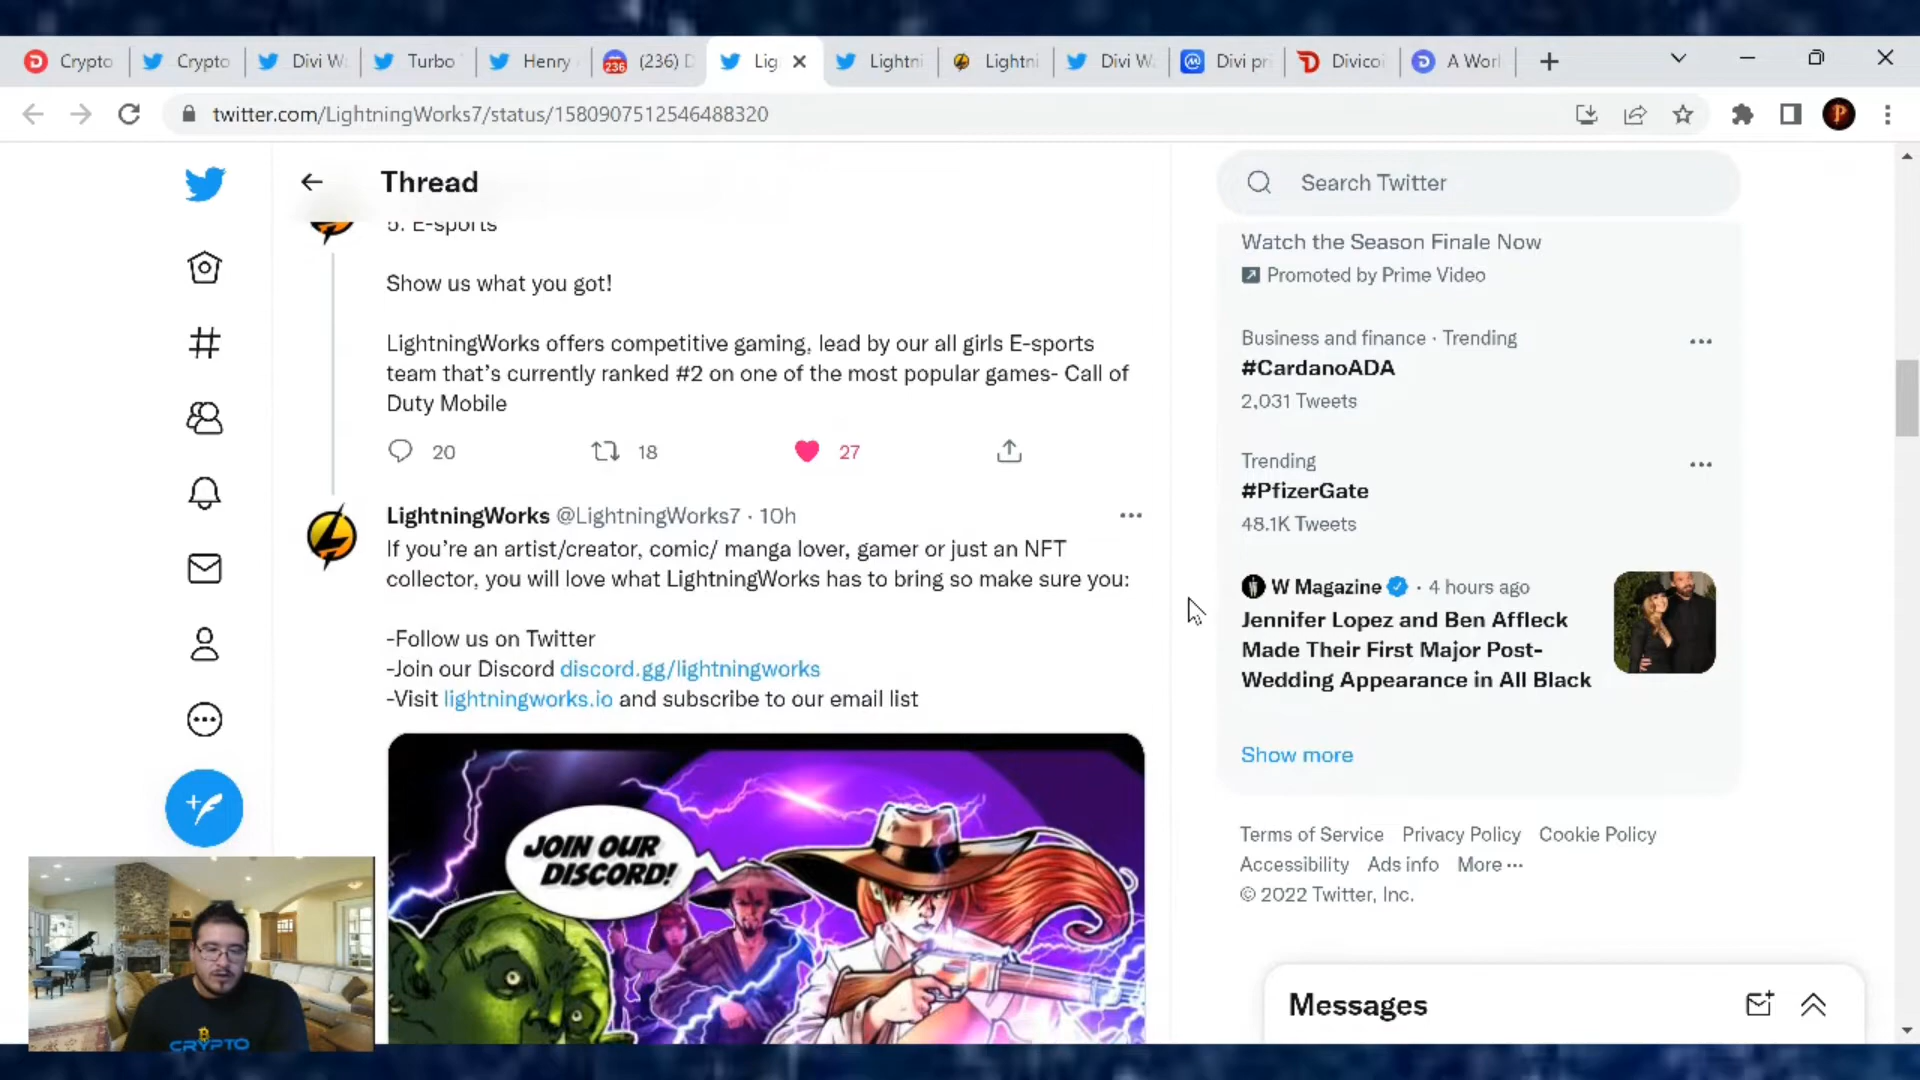 Crypto
Crypto
Divi W
Turbo
Henry
236
(236) D
Lig
Lightni
Lightni
Divi W
Divi pri
Divicoi
A Worl
twitter.com/LightningWorks7/status/1580907512546488320
Thread
Search Twitter
5. E-sports
Show us what you got!
LightningWorks offers competitive gaming, lead by our all girls E-sports
team that's currently ranked #2 on one of the most popular games- Call of
Duty Mobile
20
18
27
LightningWorks @LightningWorks7 · 10h
If you're an artist/creator, comic/ manga lover, gamer or just an NFT
collector, you will love what LightningWorks has to bring so make sure you:
-Follow us on Twitter
-Join our Discord discord.gg/lightningworks
-Visit lightningworks.io and subscribe to our email list
JOIN OUR
DISCORD!
Watch the Season Finale Now
Promoted by Prime Video
Business and finance · Trending
#CardanoADA
2,031 Tweets
Trending
#PfizerGate
48.1K Tweets
W Magazine · 4 hours ago
Jennifer Lopez and Ben Affleck
Made Their First Major Post-
Wedding Appearance in All Black
Show more
Terms of Service Privacy Policy Cookie Policy
Accessibility Ads info More ···
© 2022 Twitter, Inc.
Messages
CRYPTO